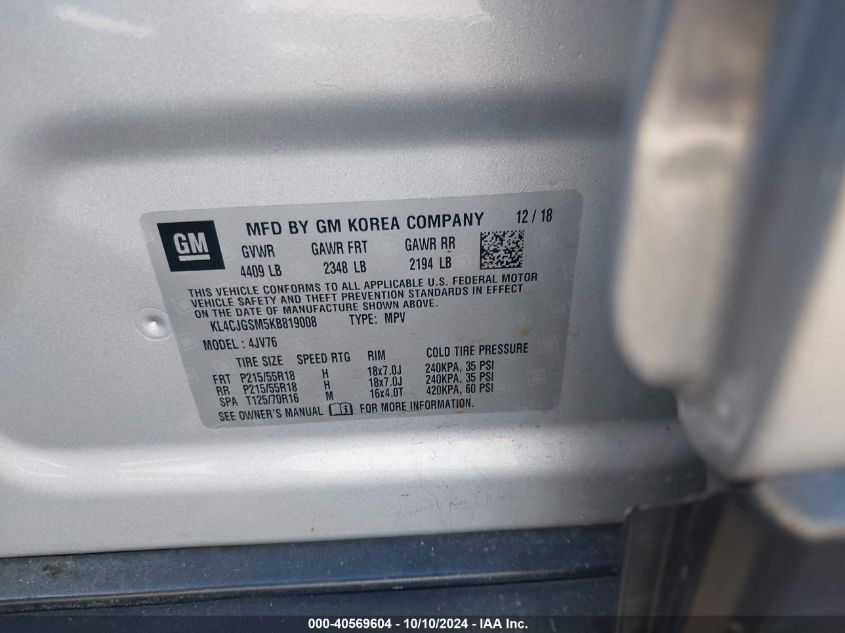 GM
MFD BY GM KOREA COMPANY 12 / 18
GVWR GAWR FRT GAWR RR
4409 LB 2348 LB 2194 LB
THIS VEHICLE CONFORMS TO ALL APPLICABLE U.S. FEDERAL MOTOR
VEHICLE SAFETY AND THEFT PREVENTION STANDARDS IN EFFECT
ON THE DATE OF MANUFACTURE SHOWN ABOVE.
KL4CJGSM5KB819008 TYPE: MPV
MODEL : 4JV76
TIRE SIZE SPEED RTG RIM COLD TIRE PRESSURE
FRT P215/55R18 H 18x7.0J 240KPA, 35 PSI
RR P215/55R18 H 18x7.0J 240KPA, 35 PSI
SPA T125/70R16 M 16x4.0T 420KPA, 60 PSI
SEE OWNER'S MANUAL FOR MORE INFORMATION.
000-40569604 - 10/10/2024 - IAA Inc.